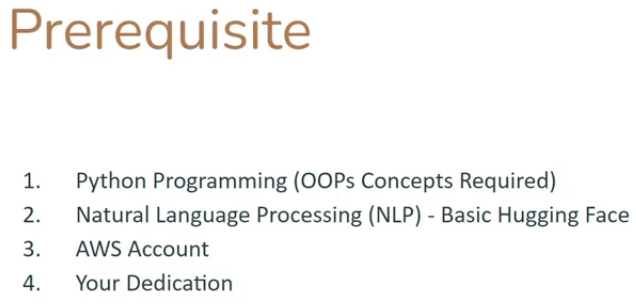 Prerequisite
1. Python Programming (OOPs Concepts Required)
2. Natural Language Processing (NLP) - Basic Hugging Face
3. AWS Account
4. Your Dedication